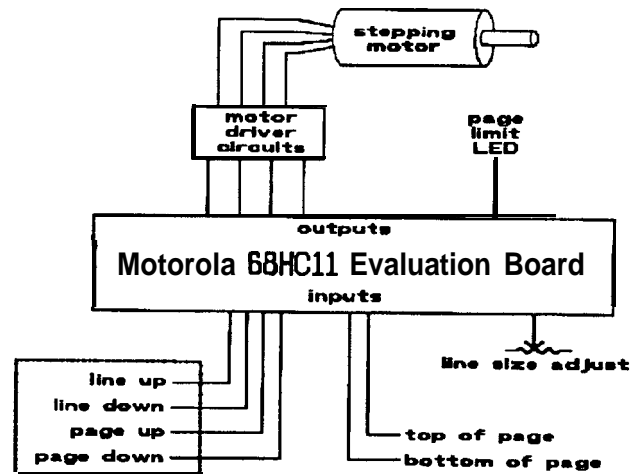 stepping
motor
motor
driver
circuits
page
limit
LED
outputs
Motorola 68HC11 Evaluation Board
inputs
line size adjust
line up
line down
page up
page down
top of page
bottom of page